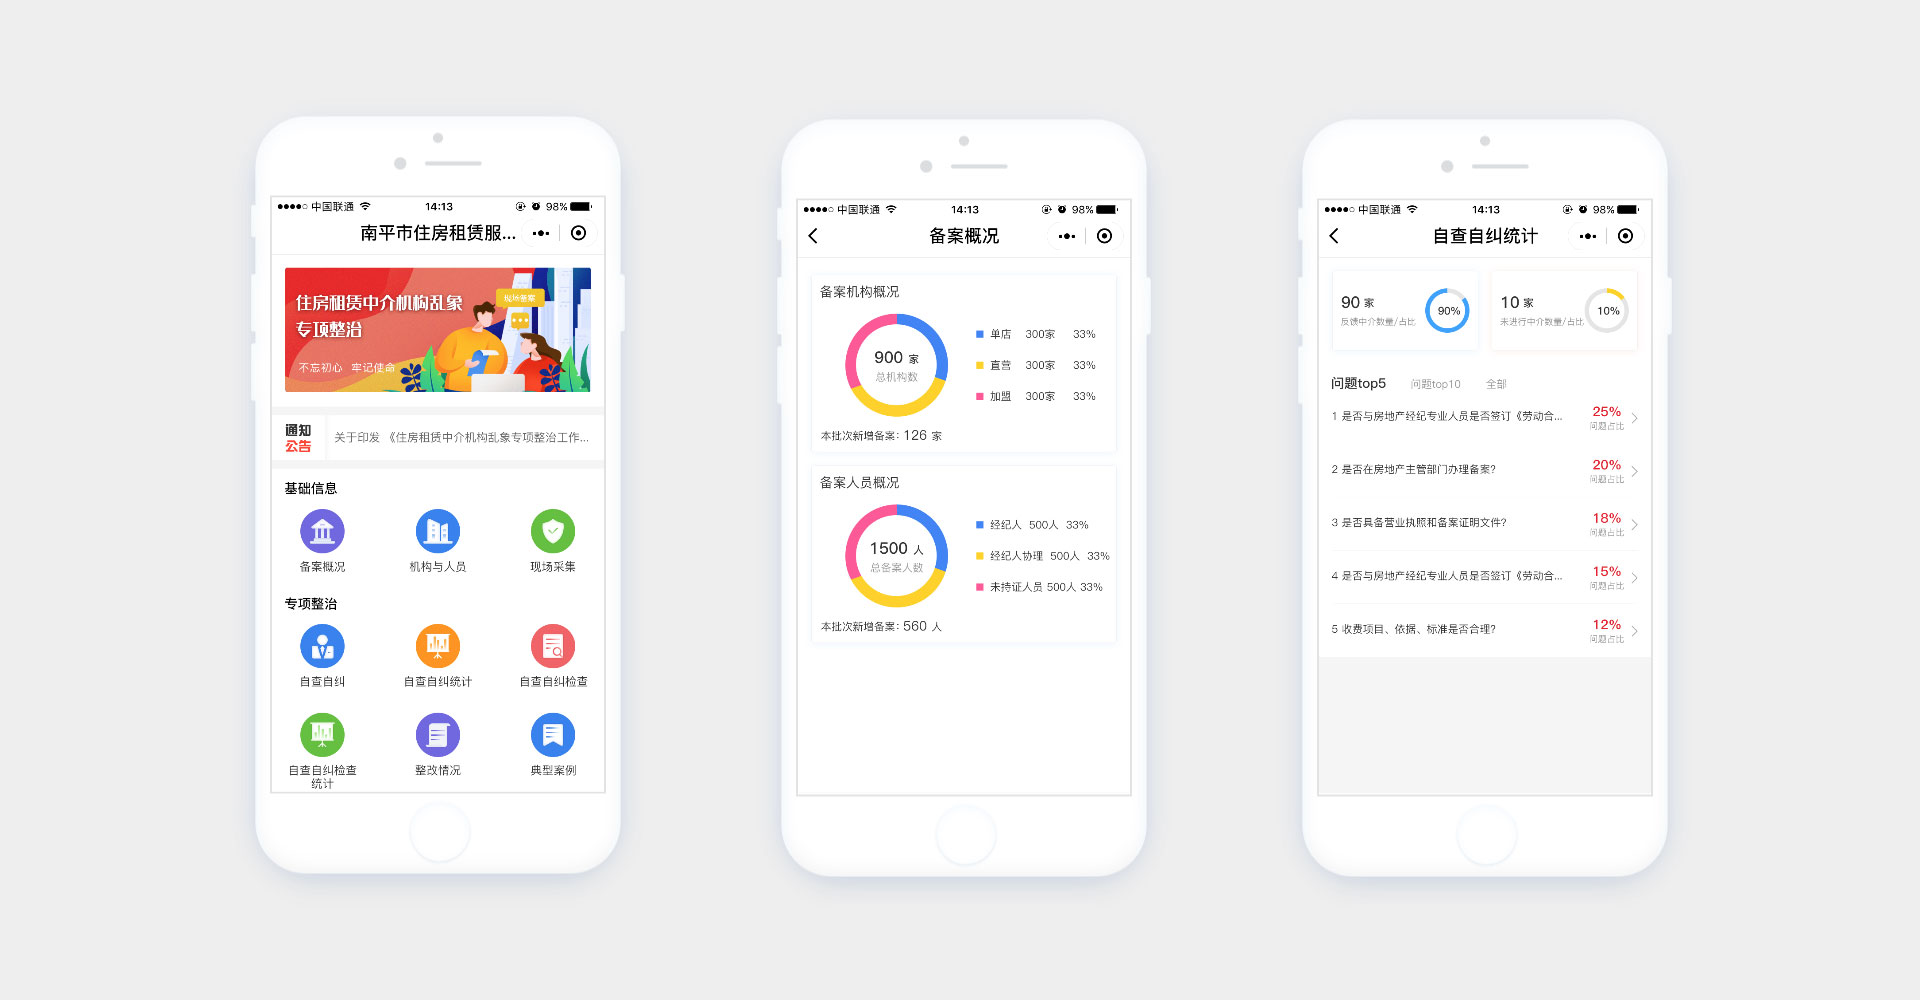 中国联通
14:13
98%
南平市住房租赁服...
住房租赁中介机构乱象
专项整治
现场备案
不忘初心 牢记使命
通知
公告
关于印发 《住房租赁中介机构乱象专项整治工作...
基础信息
备案概况 机构与人员 现场采集
专项整治
自查自纠 自查自纠统计 自查自纠检查
自查自纠检查
统计
整改情况 典型案例
中国联通
14:13
98%
备案概况
备案机构概况
900 家
总机构数
单店 300家 33%
直营 300家 33%
加盟 300家 33%
本批次新增备案: 126 家
备案人员概况
1500 人
总备案人数
经纪人 500人 33%
经纪人协理 500人 33%
未持证人员 500人 33%
本批次新增备案: 560 人
中国联通
14:13
98%
自查自纠统计
90 家
反馈中介数量/占比
90%
10 家
未进行中介数量/占比
10%
问题top5 问题top10 全部
1 是否与房地产经纪专业人员是否签订《劳动合...
25%
问题占比
2 是否在房地产主管部门办理备案?
20%
问题占比
3 是否具备营业执照和备案证明文件?
18%
问题占比
4 是否与房地产经纪专业人员是否签订《劳动合...
15%
问题占比
5 收费项目、依据、标准是否合理?
12%
问题占比